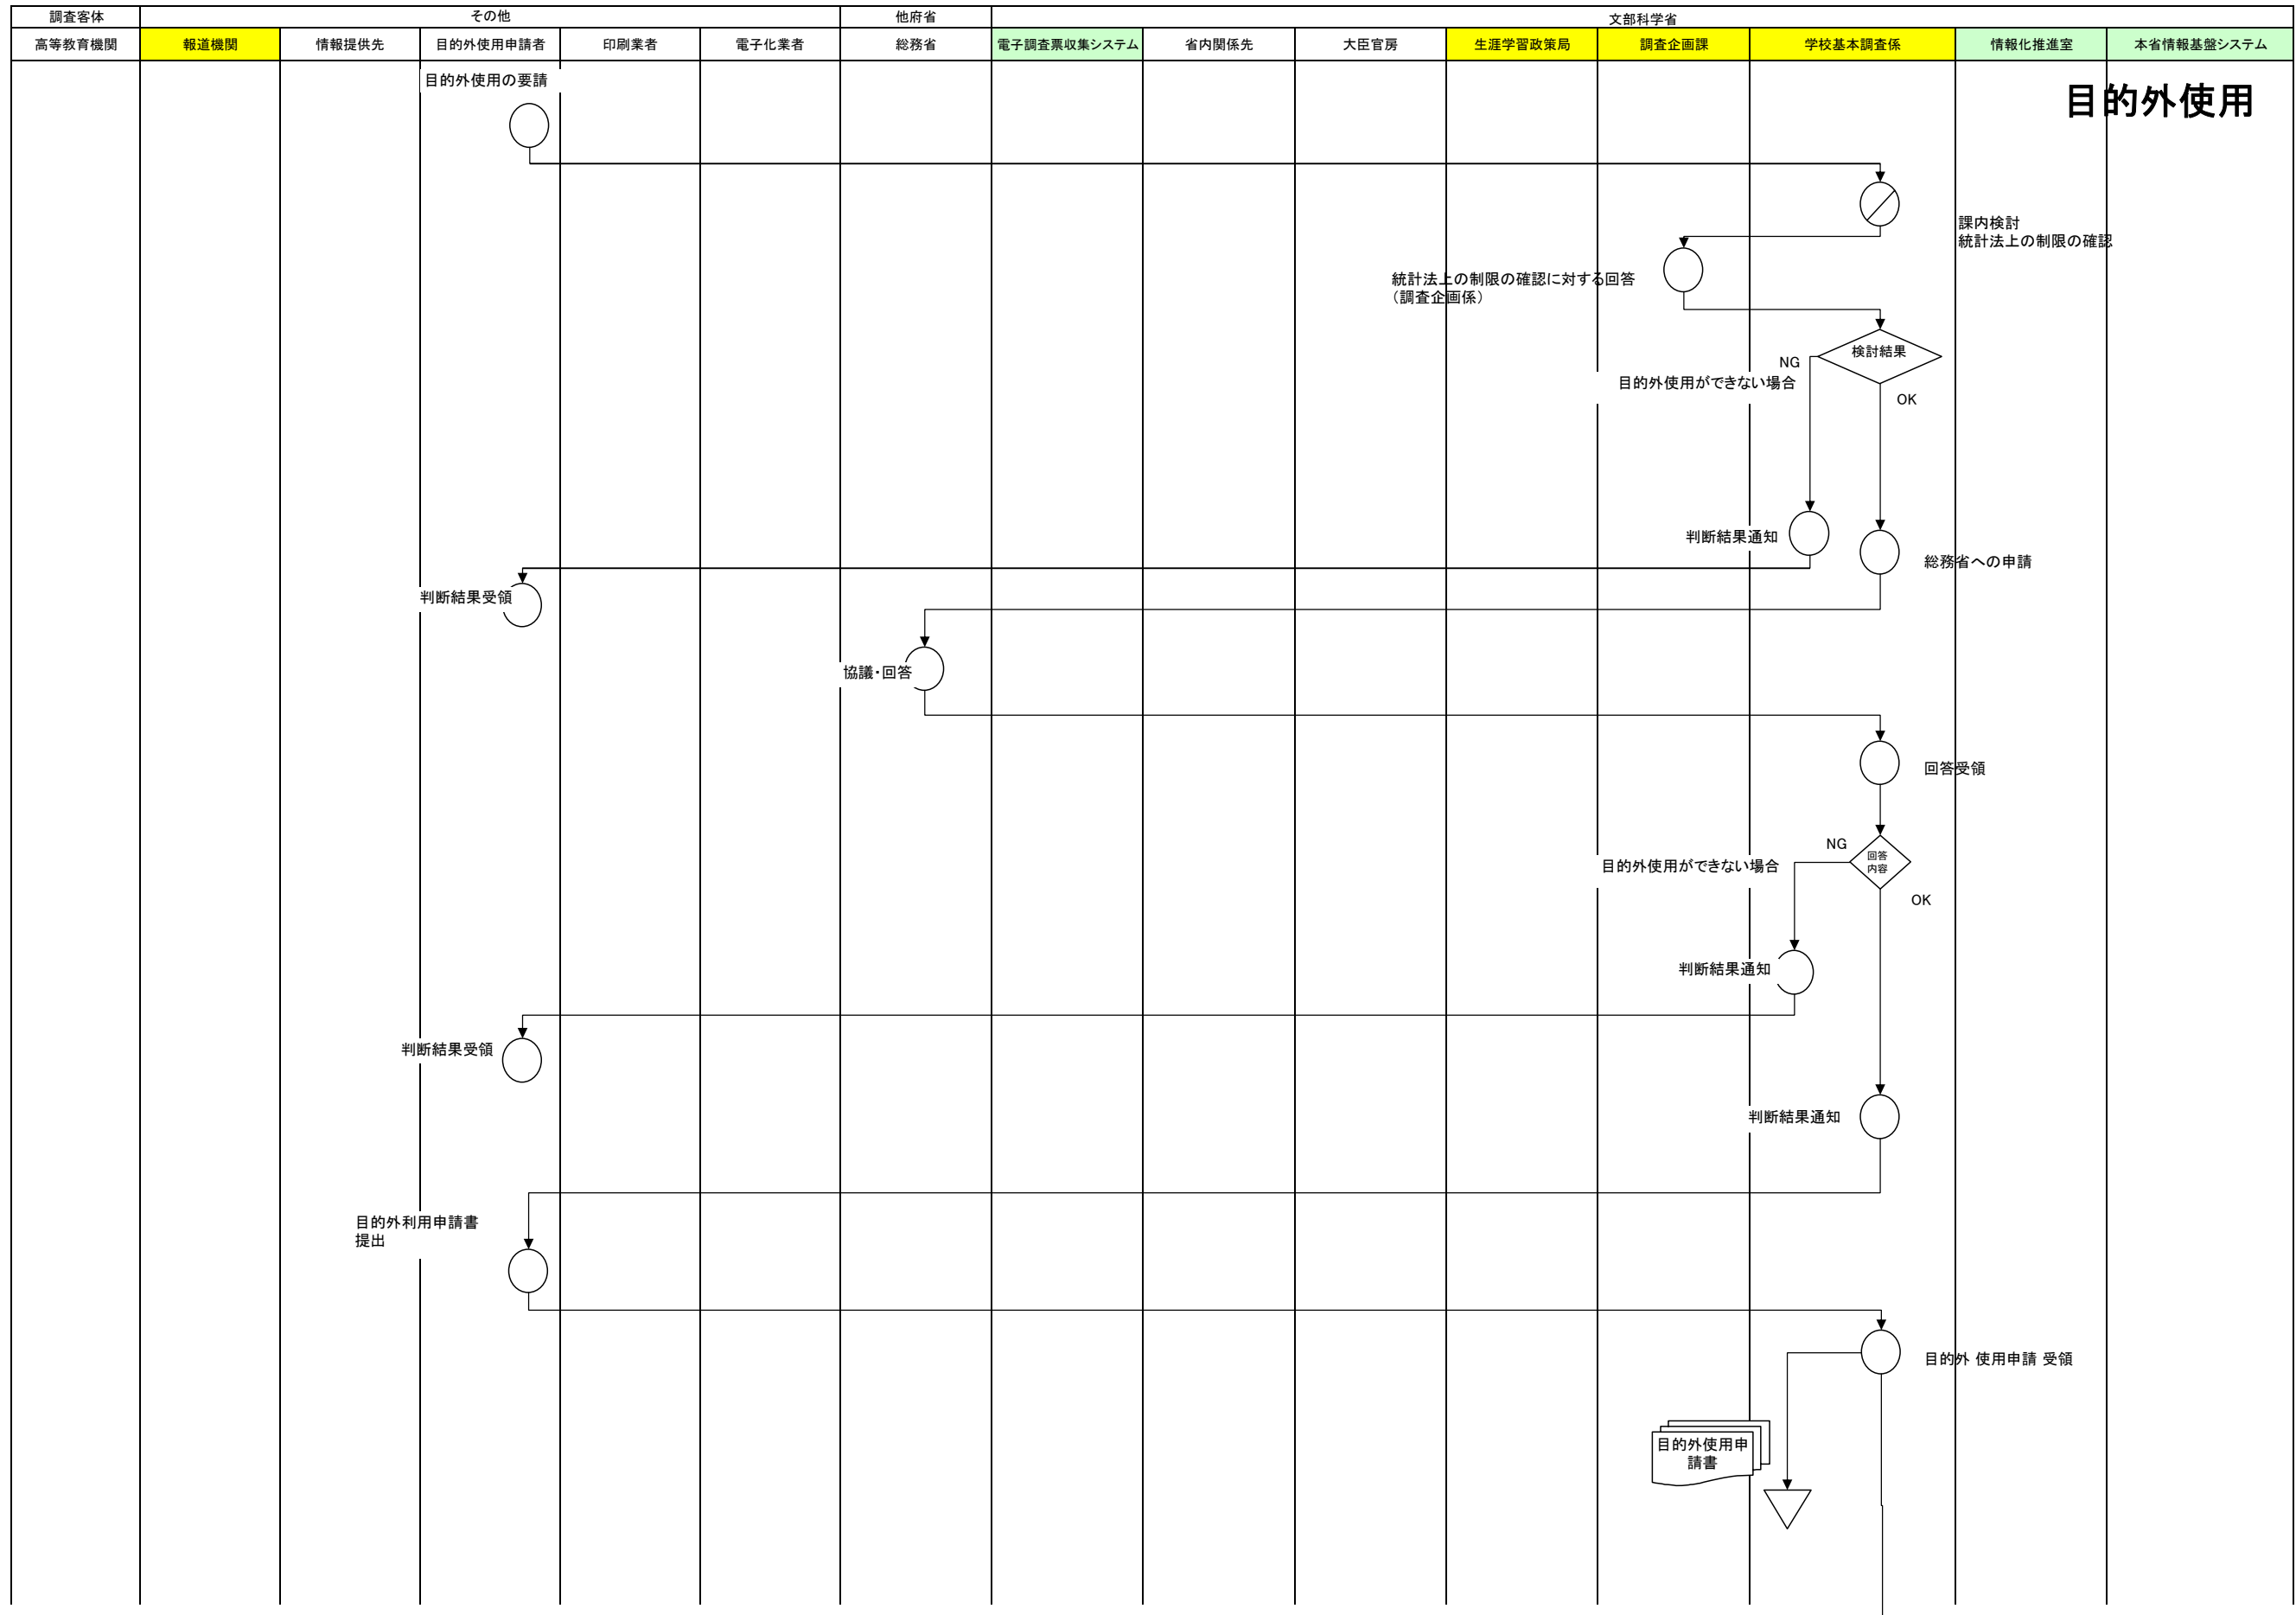 調査客体
その他
他府省
文部科学省
高等教育機関
報道機関
情報提供先
目的外使用申請者
印刷業者
電子化業者
総務省
電子調査票収集システム
省内関係先
大臣官房
生涯学習政策局
調査企画課
学校基本調査係
情報化推進室
本省情報基盤システム
目的外使用の要請
目的外使用
課内検討
統計法上の制限の確認
統計法上の制限の確認に対する回答
（調査企画係）
検討結果
NG
目的外使用ができない場合
OK
判断結果通知
総務省への申請
判断結果受領
協議・回答
回答受領
NG
回答
内容
目的外使用ができない場合
OK
判断結果通知
判断結果受領
判断結果通知
目的外利用申請書
提出
目的外 使用申請 受領
目的外使用申
請書